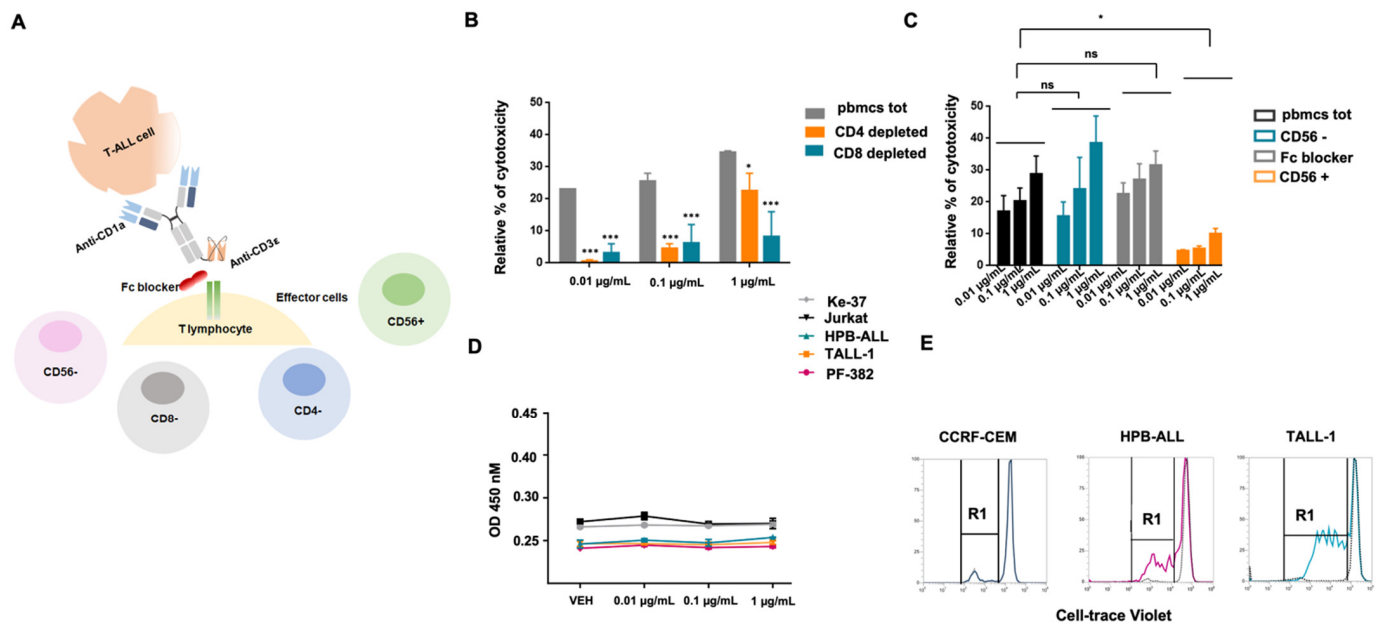 A
T-ALL cell
Anti-CD1a
Anti-CD3ε
Fc blocker
Effector cells
T lymphocyte
CD56+
CD56-
CD8-
CD4-
B
Relative % of cytotoxicity
50
40
30
20
10
0
pbmcs tot
CD4 depleted
CD8 depleted
*** *** *** *** * ***
0.01 µg/mL 0.1 µg/mL 1 µg/mL
C
*
ns
ns
Relative % of cytotoxicity
50
40
30
20
10
0
0.01 µg/mL 0.1 µg/mL 1 µg/mL 0.01 µg/mL 0.1 µg/mL 1 µg/mL 0.01 µg/mL 0.1 µg/mL 1 µg/mL 0.01 µg/mL 0.1 µg/mL 1 µg/mL
pbmcs tot
CD56 -
Fc blocker
CD56 +
D
Ke-37
Jurkat
HPB-ALL
TALL-1
PF-382
OD 450 nM
0.45
0.40
0.30
0.25
VEH 0.01 µg/mL 0.1 µg/mL 1 µg/mL
E
CCRF-CEM HPB-ALL TALL-1
R1 R1 R1
Cell-trace Violet